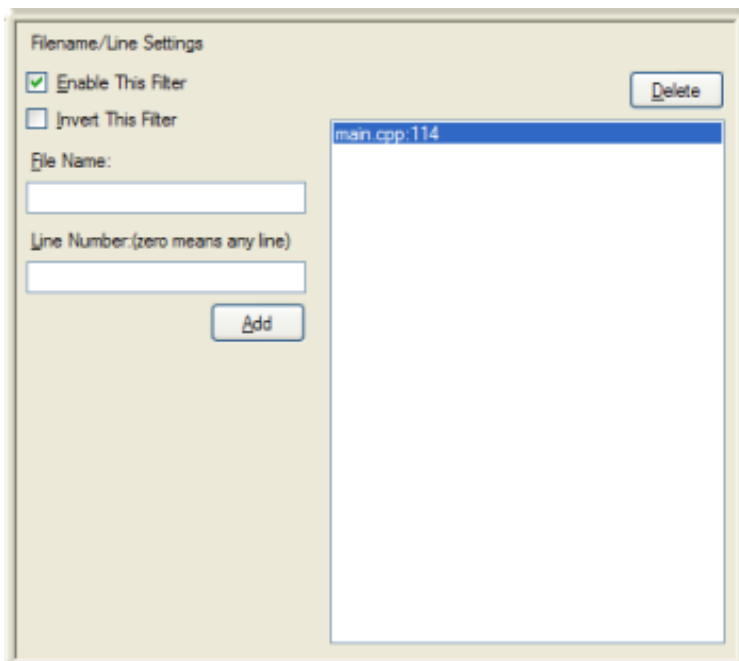 Filename/Line Settings
Enable This Filter
Delete
Invert This Filter
main.cpp:114
File Name:
Line Number:(zero means any line)
Add